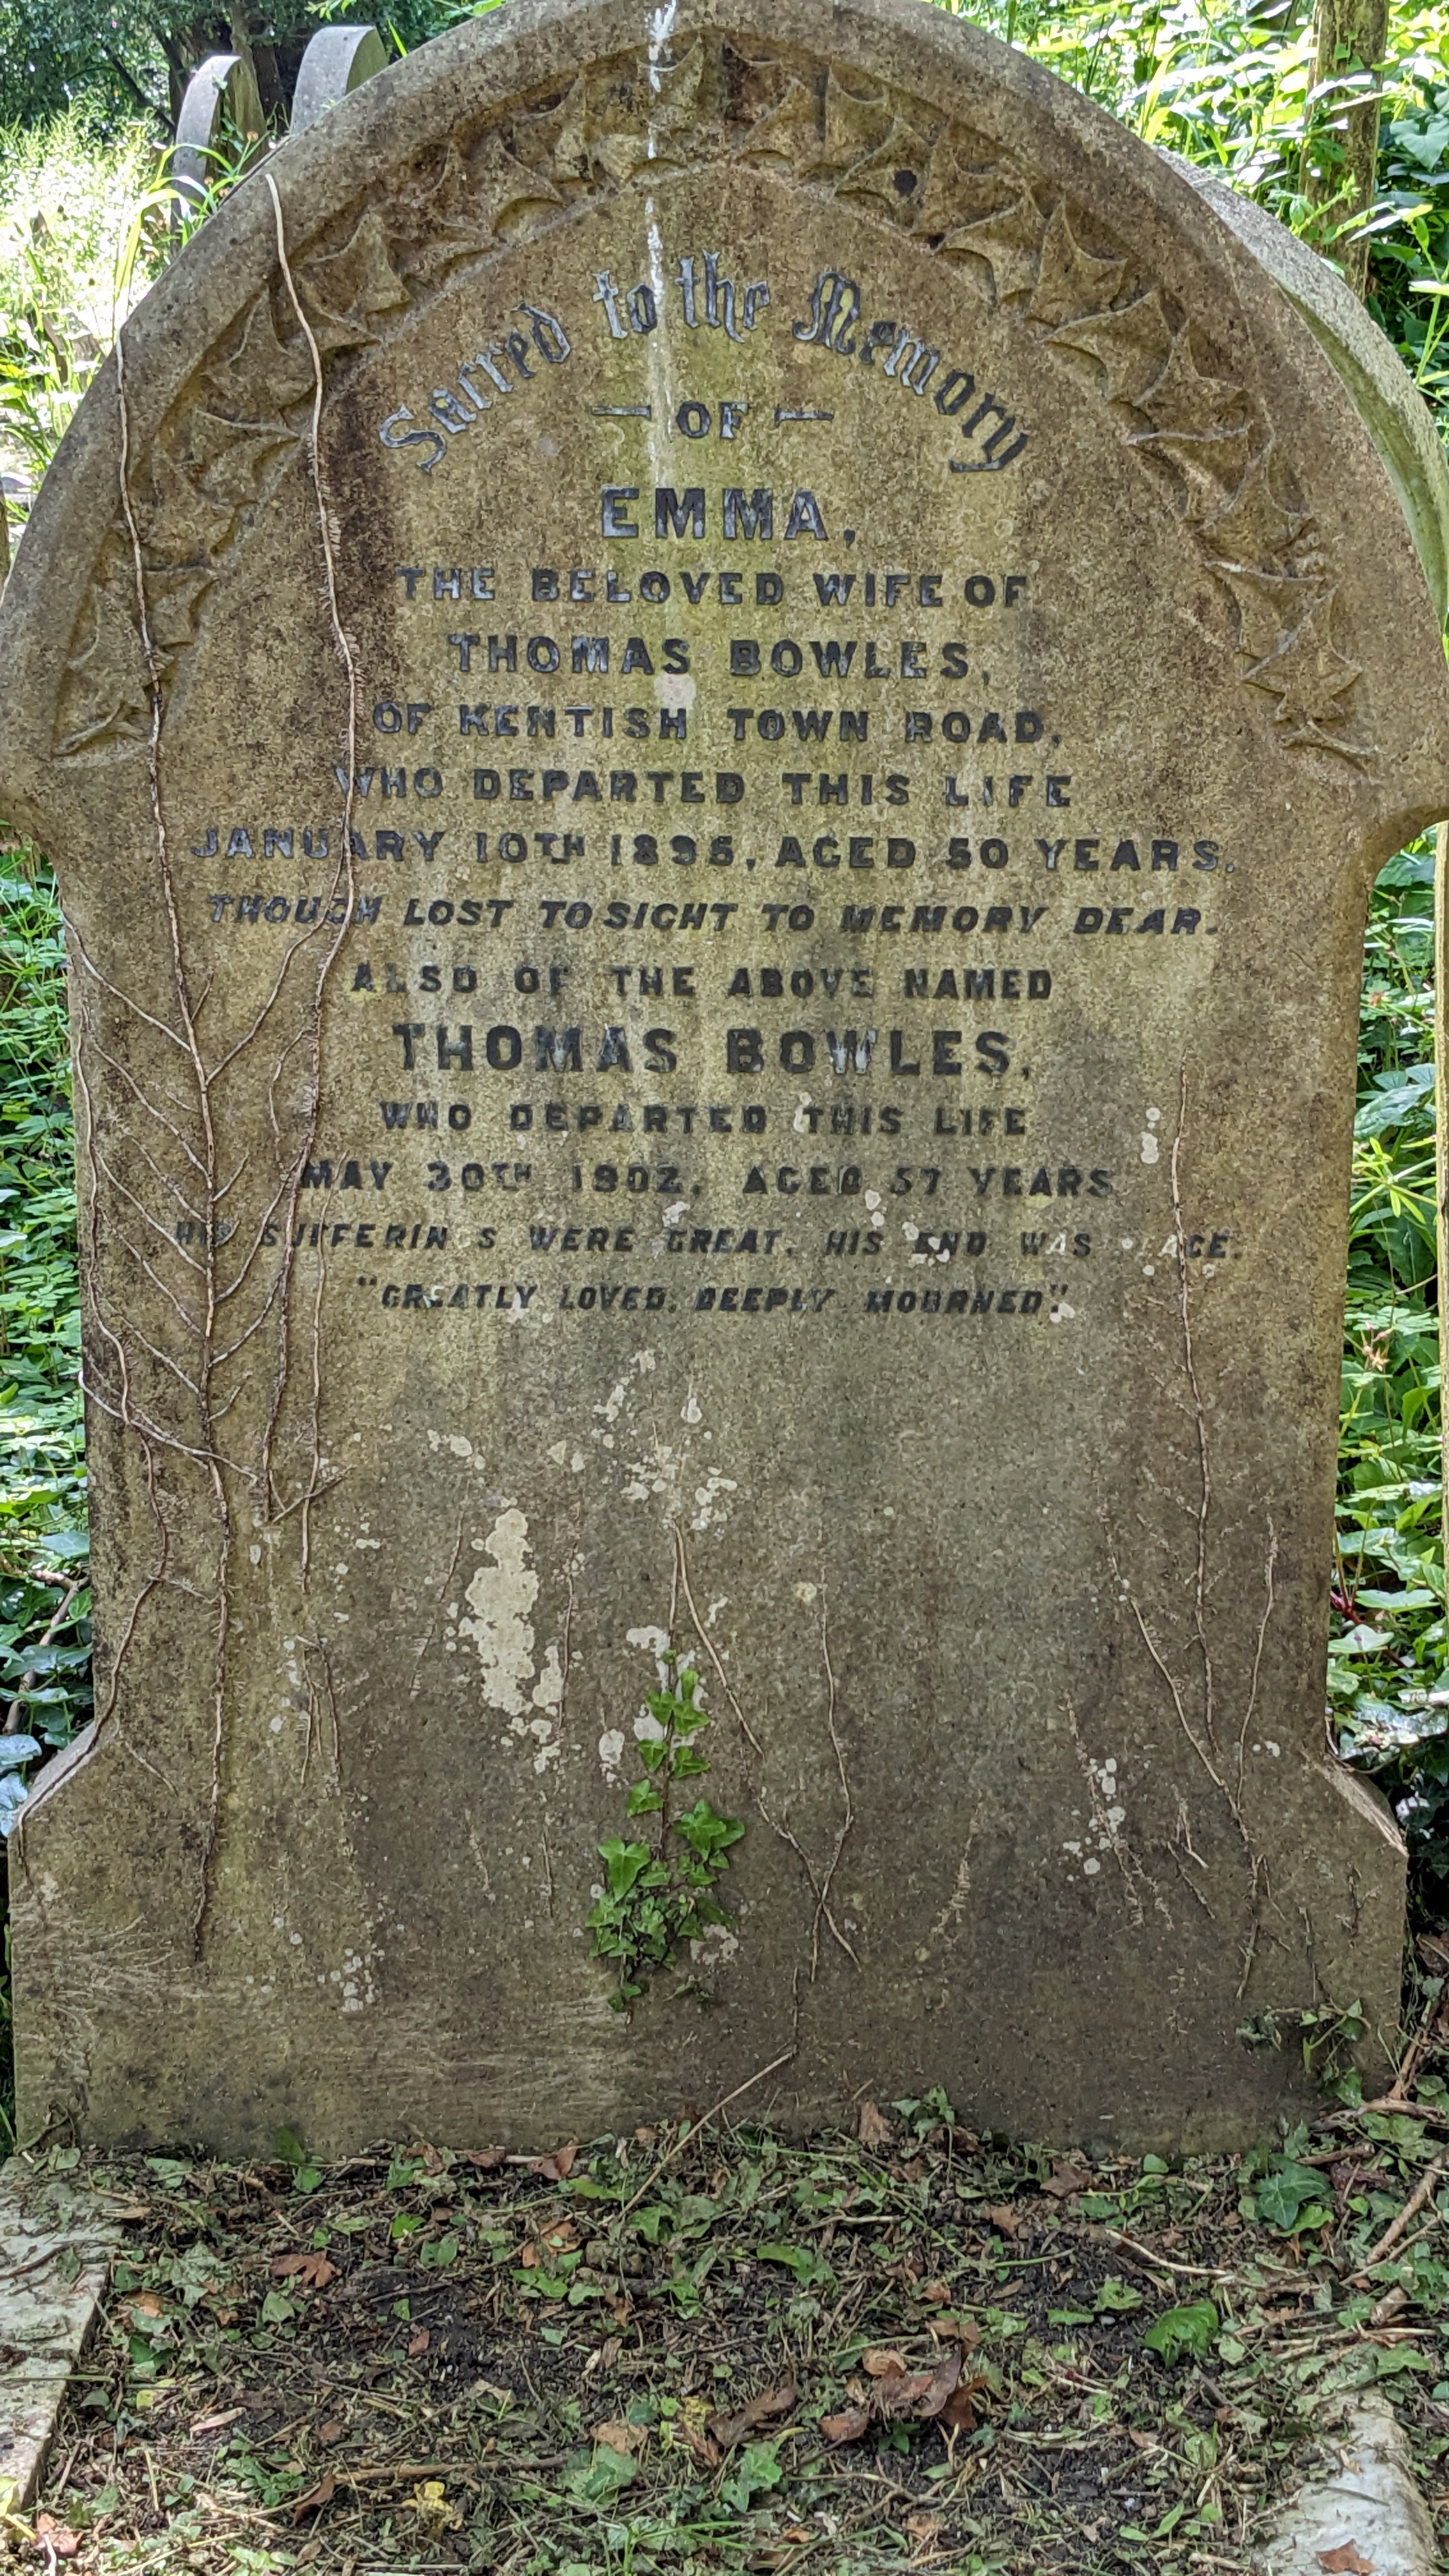 Sacred to the Memory
— OF —
EMMA,
THE BELOVED WIFE OF
THOMAS BOWLES,
OF KENTISH TOWN ROAD,
WHO DEPARTED THIS LIFE
JANUARY 10TH 1895, AGED 50 YEARS.
THOUGH LOST TO SIGHT TO MEMORY DEAR.
ALSO OF THE ABOVE NAMED
THOMAS BOWLES,
WHO DEPARTED THIS LIFE
MAY 30TH 1902, AGED 57 YEARS
HIS SUFFERIN S WERE GREAT, HIS END WAS ACE.
"GREATLY LOVED, DEEPLY MOURNED".